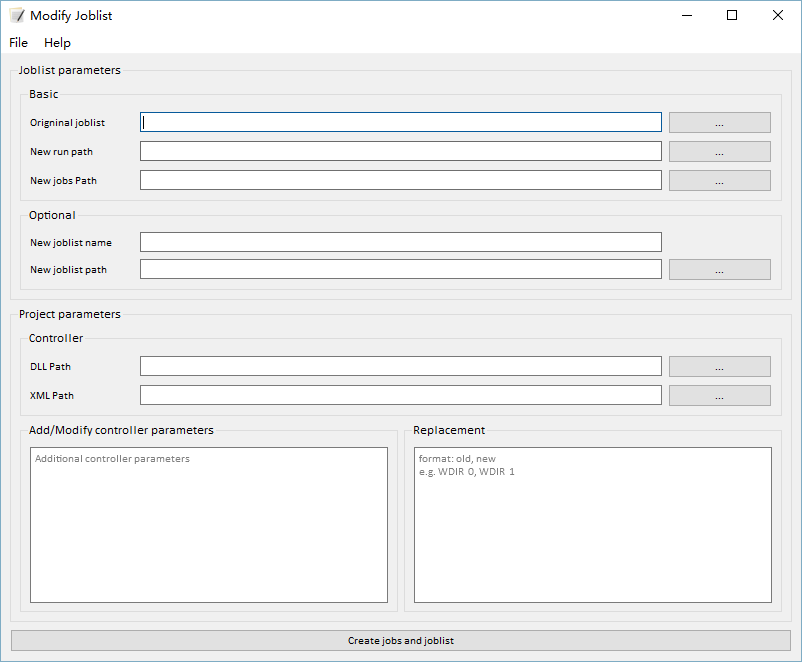 Modify Joblist
File Help
Joblist parameters
Basic
Origninal joblist ...
New run path ...
New jobs Path ...
Optional
New joblist name
New joblist path ...
Project parameters
Controller
DLL Path ...
XML Path ...
Add/Modify controller parameters
Additional controller parameters
Replacement
format: old, new
e.g. WDIR 0, WDIR 1
Create jobs and joblist